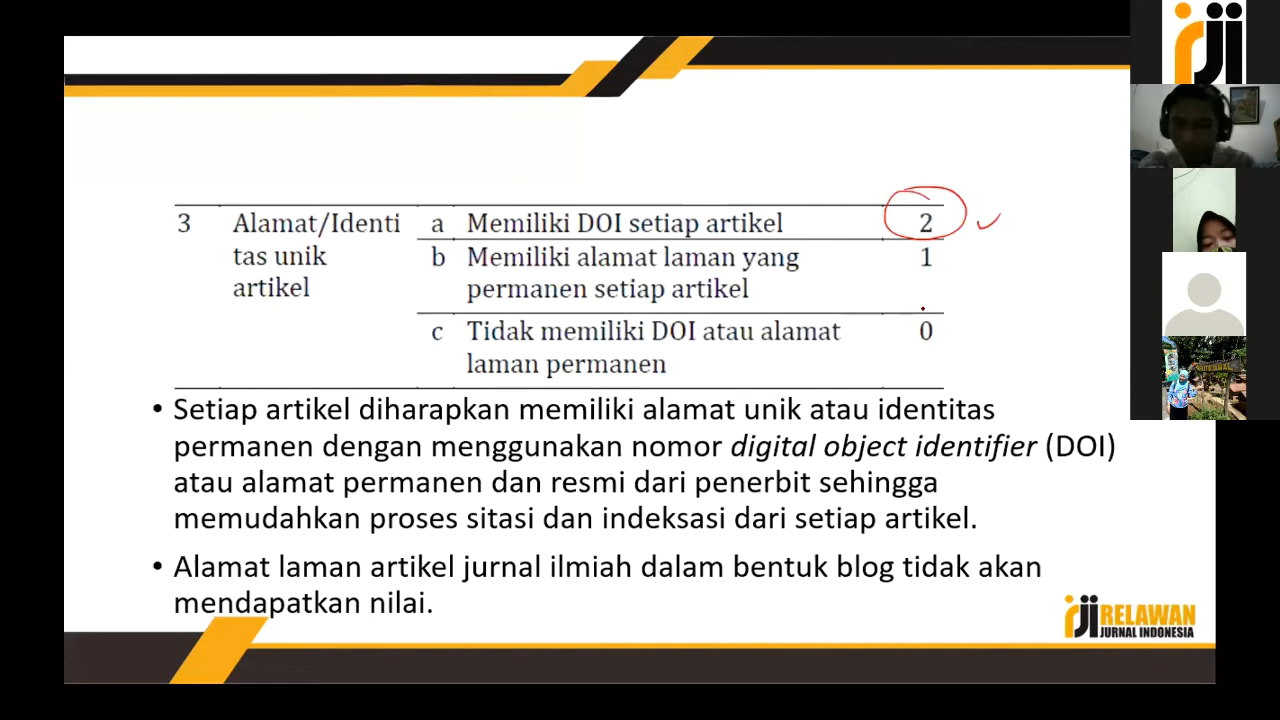 rji
3 Alamat/Identi a Memiliki DOI setiap artikel 2
tas unik b Memiliki alamat laman yang 1
artikel permanen setiap artikel
c Tidak memiliki DOI atau alamat 0
laman permanen
• Setiap artikel diharapkan memiliki alamat unik atau identitas
permanen dengan menggunakan nomor digital object identifier (DOI)
atau alamat permanen dan resmi dari penerbit sehingga
memudahkan proses sitasi dan indeksasi dari setiap artikel.
• Alamat laman artikel jurnal ilmiah dalam bentuk blog tidak akan
mendapatkan nilai.
rji RELAWAN
JURNAL INDONESIA